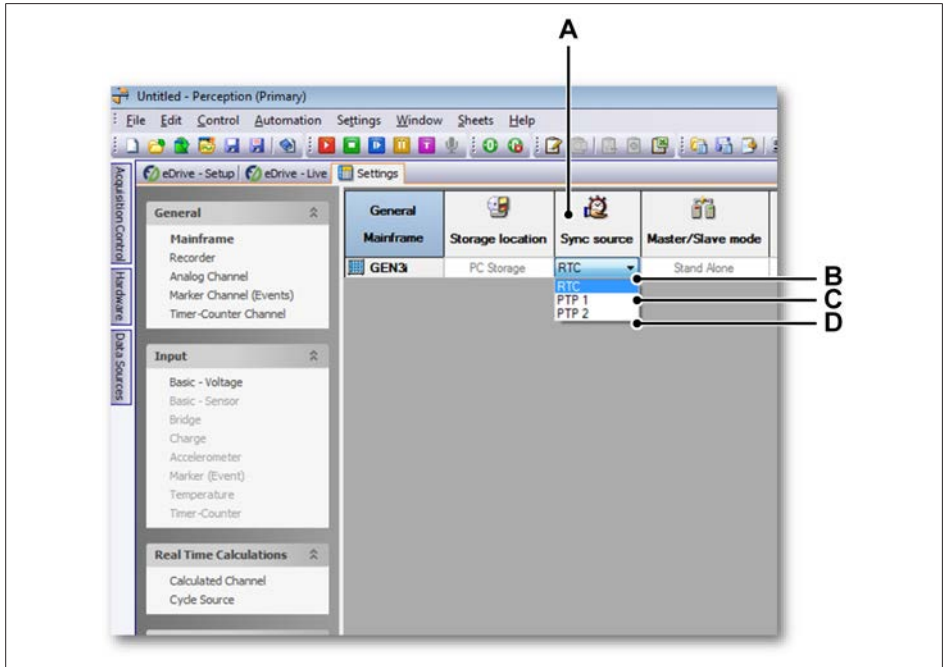 A
Untitled - Perception (Primary)
File Edit Control Automation Settings Window Sheets Help
eDrive - Setup eDrive - Live Settings
Acquisition Control
Hardware
Data Sources
General
Mainframe
Recorder
Analog Channel
Marker Channel (Events)
Timer-Counter Channel
Input
Basic - Voltage
Basic - Sensor
Bridge
Charge
Accelerometer
Marker (Event)
Temperature
Timer-Counter
Real Time Calculations
Calculated Channel
Cycle Source
General
Mainframe Storage location Sync source Master/Slave mode
GEN3i PC Storage RTC Stand Alone
RTC
PTP 1
PTP 2
B
C
D